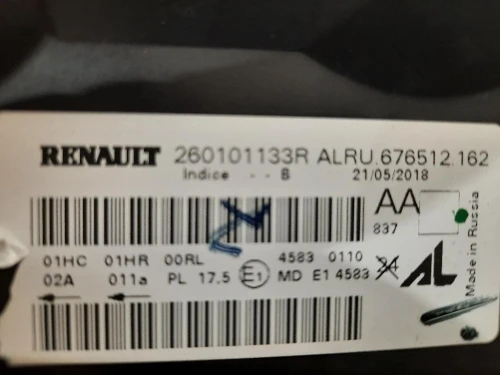 RENAULT 260101133R ALRU.676512.162
Indice - - B 21/05/2018
AA
837
01HC 01HR 00RL 4583 0110
02A 011a PL 17.5 E1 MD E1 4583 34 AL
Made in Russia